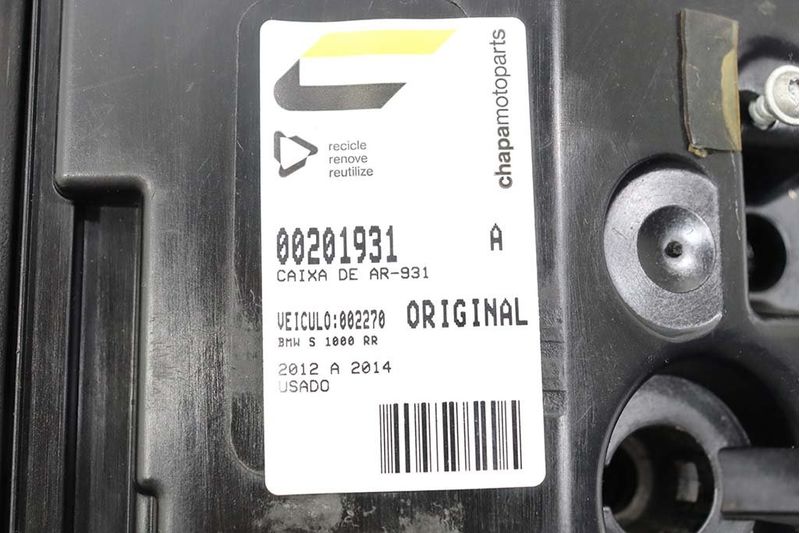 chapamotoparts
recicle
renove
reutilize
00201931 A
CAIXA DE AR-931
VEICULO:002270 ORIGINAL
BMW S 1000 RR
2012 A 2014
USADO